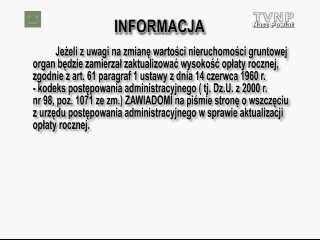 TVNP
Nasz Powiat
INFORMACJA
Jeżeli z uwagi na zmianę wartości nieruchomości gruntowej
organ będzie zamierzał zaktualizować wysokość opłaty rocznej,
zgodnie z art. 61 paragraf 1 ustawy z dnia 14 czerwca 1960 r.
- kodeks postępowania administracyjnego ( tj. Dz.U. z 2000 r.
nr 98, poz. 1071 ze zm.) ZAWIADOMI na piśmie stronę o wszczęciu
z urzędu postępowania administracyjnego w sprawie aktualizacji
opłaty rocznej.